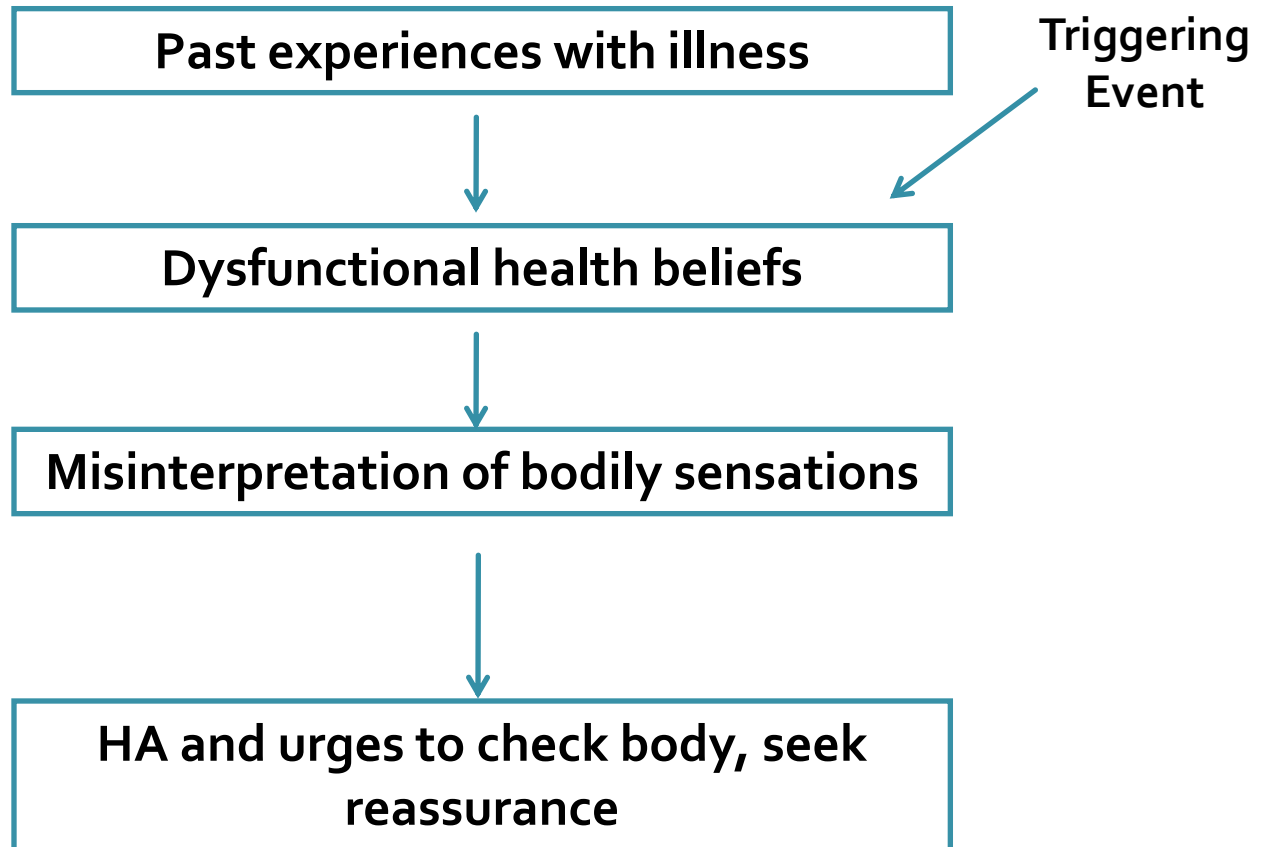 Past experiences with illness
Triggering
Event
Dysfunctional health beliefs
Misinterpretation of bodily sensations
HA and urges to check body, seek
reassurance